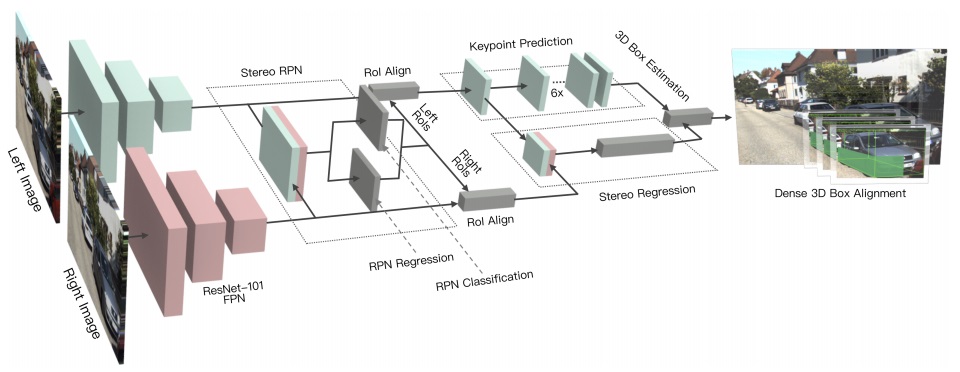 Left Image
Right Image
ResNet-101
FPN
Stereo RPN
RoI Align
Left
RoIs
Right
RoIs
RoI Align
RPN Regression
RPN Classification
Keypoint Prediction
6x
3D Box Estimation
Stereo Regression
Dense 3D Box Alignment